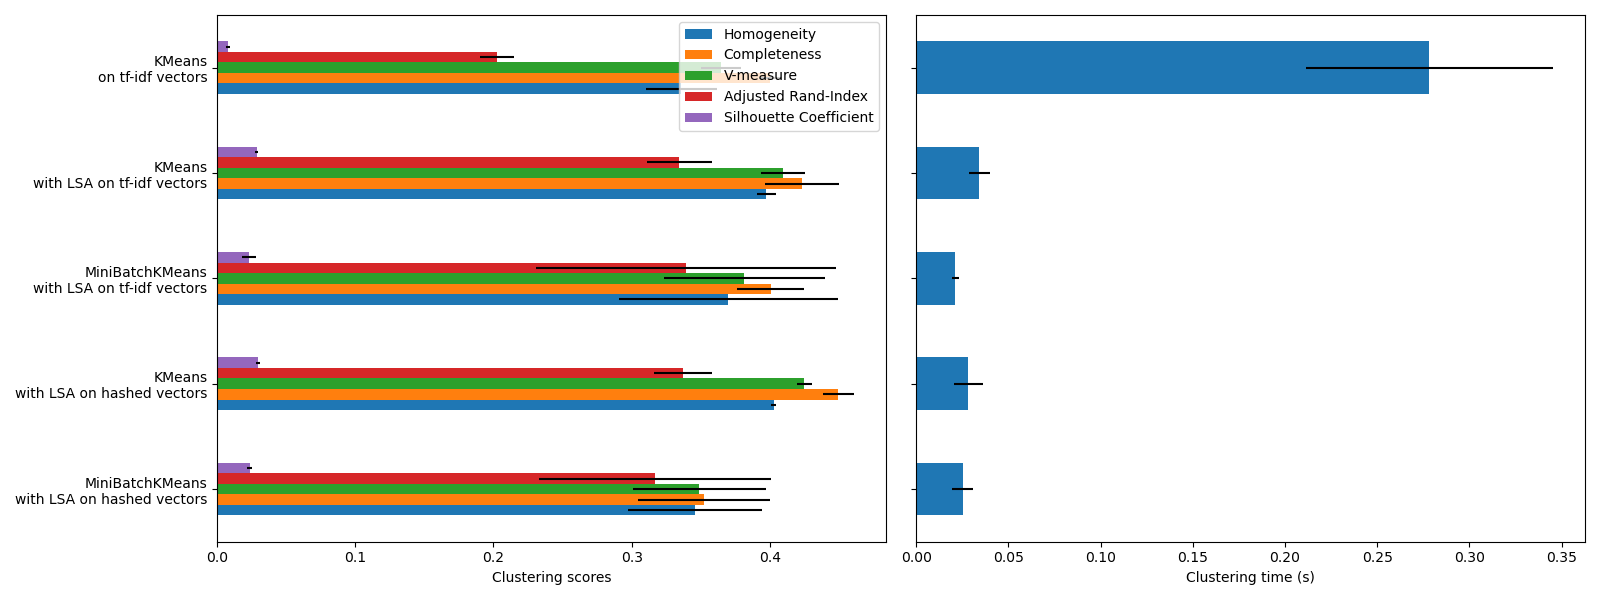 KMeans
on tf-idf vectors
KMeans
with LSA on tf-idf vectors
MiniBatchKMeans
with LSA on tf-idf vectors
KMeans
with LSA on hashed vectors
MiniBatchKMeans
with LSA on hashed vectors
Homogeneity
Completeness
V-measure
Adjusted Rand-Index
Silhouette Coefficient
0.0 0.1 0.2 0.3 0.4
Clustering scores
0.00 0.05 0.10 0.15 0.20 0.25 0.30 0.35
Clustering time (s)